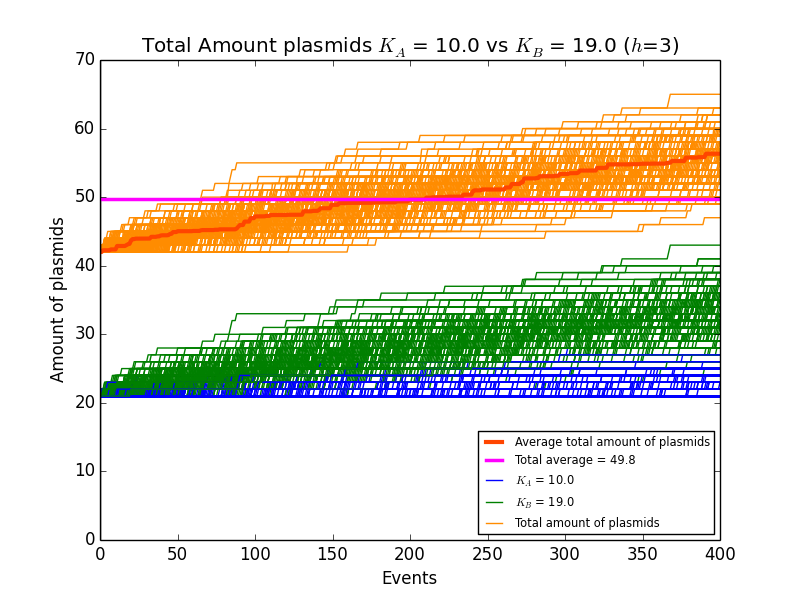 Total Amount plasmids K_A = 10.0 vs K_B = 19.0 (h=3)
70
60
50
40
30
20
10
0
Amount of plasmids
0 50 100 150 200 250 300 350 400
Events
Average total amount of plasmids
Total average = 49.8
K_A = 10.0
K_B = 19.0
Total amount of plasmids